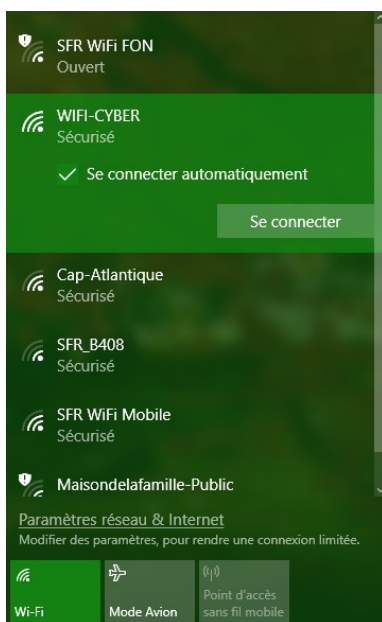 SFR WiFi FON
Ouvert
WIFI-CYBER
Sécurisé
Se connecter automatiquement
Se connecter
Cap-Atlantique
Sécurisé
SFR_B408
Sécurisé
SFR WiFi Mobile
Sécurisé
Maisondelafamille-Public
Paramètres réseau & Internet
Modifier des paramètres, pour rendre une connexion limitée.
Wi-Fi
Mode Avion
Point d'accès
sans fil mobile